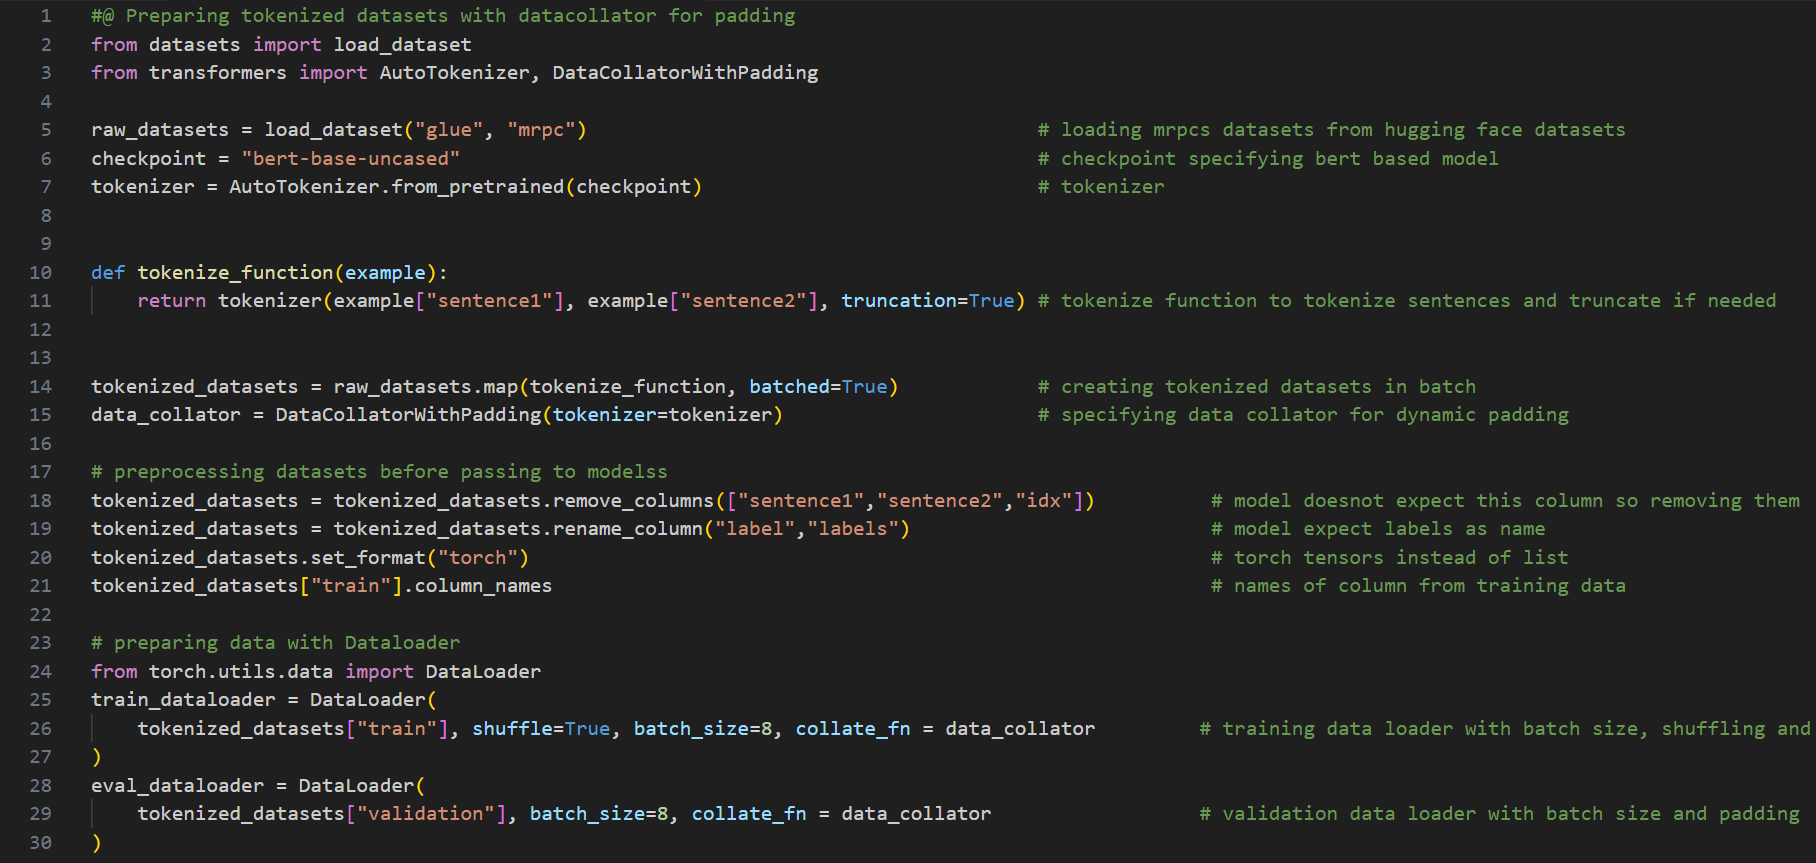 1 #@ Preparing tokenized datasets with datacollator for padding
2 from datasets import load_dataset
3 from transformers import AutoTokenizer, DataCollatorWithPadding
4
5 raw_datasets = load_dataset("glue", "mrpc") # loading mrpcs datasets from hugging face datasets
6 checkpoint = "bert-base-uncased" # checkpoint specifying bert based model
7 tokenizer = AutoTokenizer.from_pretrained(checkpoint) # tokenizer
8
9
10 def tokenize_function(example):
11 return tokenizer(example["sentence1"], example["sentence2"], truncation=True) # tokenize function to tokenize sentences and truncate if needed
12
13
14 tokenized_datasets = raw_datasets.map(tokenize_function, batched=True) # creating tokenized datasets in batch
15 data_collator = DataCollatorWithPadding(tokenizer=tokenizer) # specifying data collator for dynamic padding
16
17 # preprocessing datasets before passing to modelss
18 tokenized_datasets = tokenized_datasets.remove_columns(["sentence1","sentence2","idx"]) # model doesnot expect this column so removing them
19 tokenized_datasets = tokenized_datasets.rename_column("label","labels") # model expect labels as name
20 tokenized_datasets.set_format("torch") # torch tensors instead of list
21 tokenized_datasets["train"].column_names # names of column from training data
22
23 # preparing data with Dataloader
24 from torch.utils.data import DataLoader
25 train_dataloader = DataLoader(
26 tokenized_datasets["train"], shuffle=True, batch_size=8, collate_fn = data_collator # training data loader with batch size, shuffling and
27 )
28 eval_dataloader = DataLoader(
29 tokenized_datasets["validation"], batch_size=8, collate_fn = data_collator # validation data loader with batch size and padding
30 )